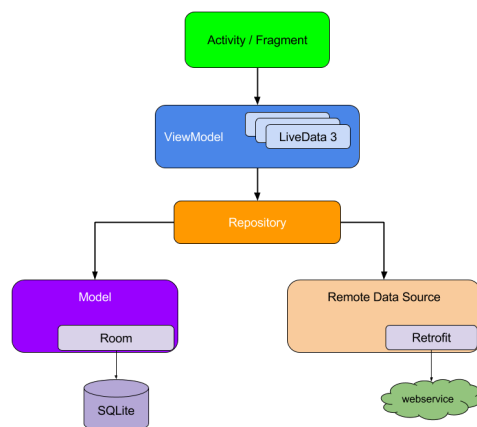 Activity / Fragment
ViewModel
LiveData 3
Repository
Model
Remote Data Source
Room
Retrofit
SQLite
webservice